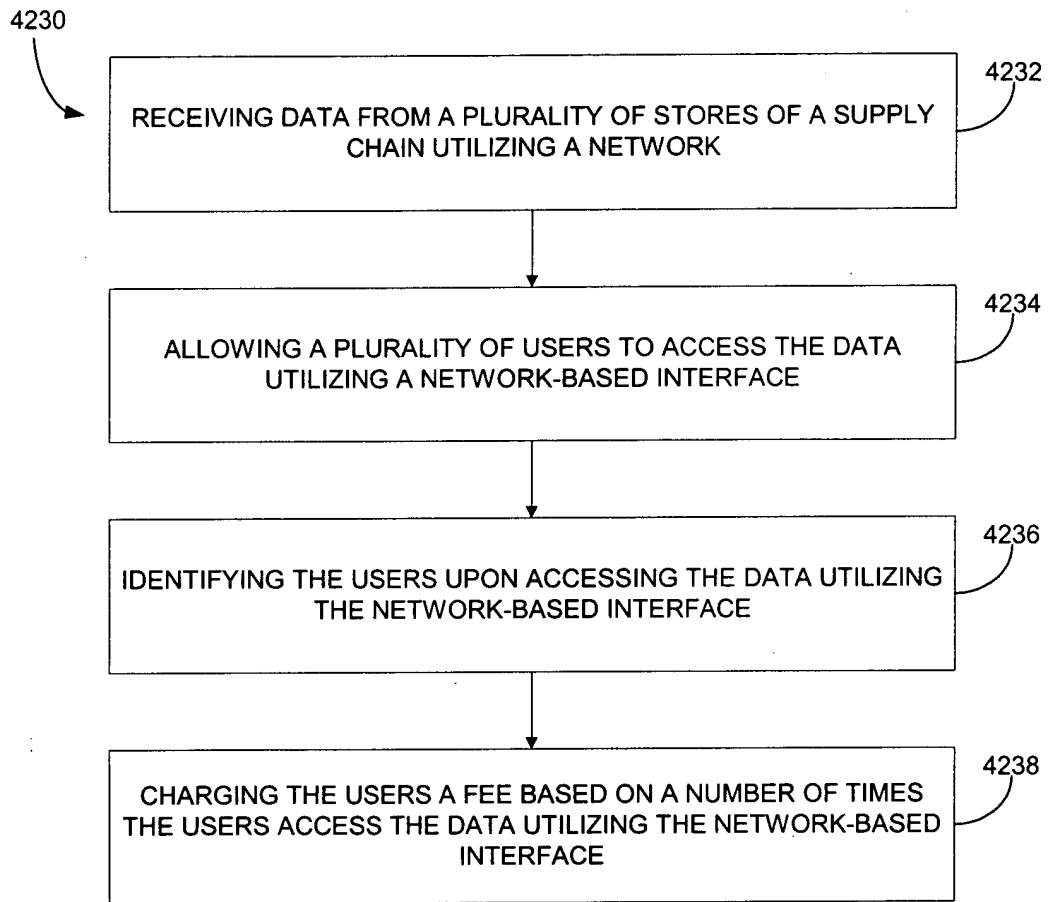 4230
4232
RECEIVING DATA FROM A PLURALITY OF STORES OF A SUPPLY
CHAIN UTILIZING A NETWORK
4234
ALLOWING A PLURALITY OF USERS TO ACCESS THE DATA
UTILIZING A NETWORK-BASED INTERFACE
4236
IDENTIFYING THE USERS UPON ACCESSING THE DATA UTILIZING
THE NETWORK-BASED INTERFACE
4238
CHARGING THE USERS A FEE BASED ON A NUMBER OF TIMES
THE USERS ACCESS THE DATA UTILIZING THE NETWORK-BASED
INTERFACE